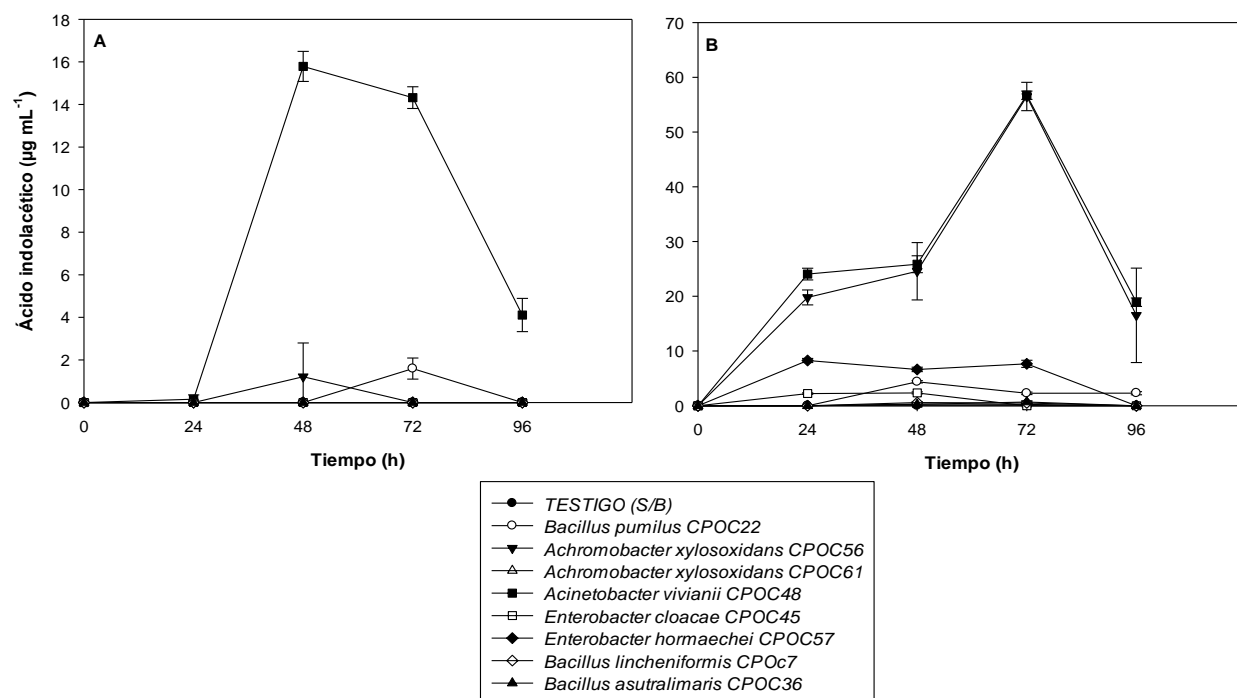 Ácido indolacético (µg mL⁻¹)
A
18
16
14
12
10
8
6
4
2
0
0 24 48 72 96
Tiempo (h)
B
70
60
50
40
30
20
10
0
0 24 48 72 96
Tiempo (h)
TESTIGO (S/B)
Bacillus pumilus CPOC22
Achromobacter xylosoxidans CPOC56
Achromobacter xylosoxidans CPOC61
Acinetobacter vivianii CPOC48
Enterobacter cloacae CPOC45
Enterobacter hormaechei CPOC57
Bacillus lincheniformis CPOc7
Bacillus asutralimaris CPOC36